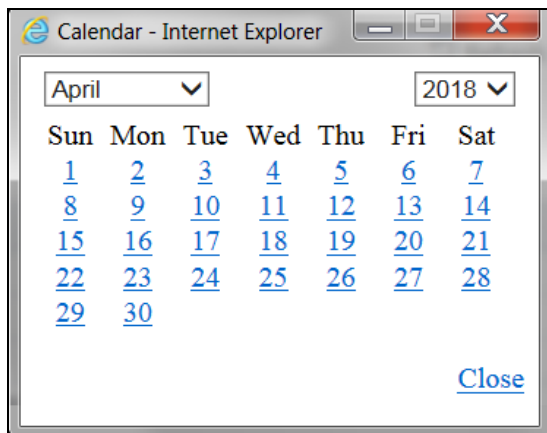 Calendar - Internet Explorer
April 2018
Sun Mon Tue Wed Thu Fri Sat
1 2 3 4 5 6 7
8 9 10 11 12 13 14
15 16 17 18 19 20 21
22 23 24 25 26 27 28
29 30
Close